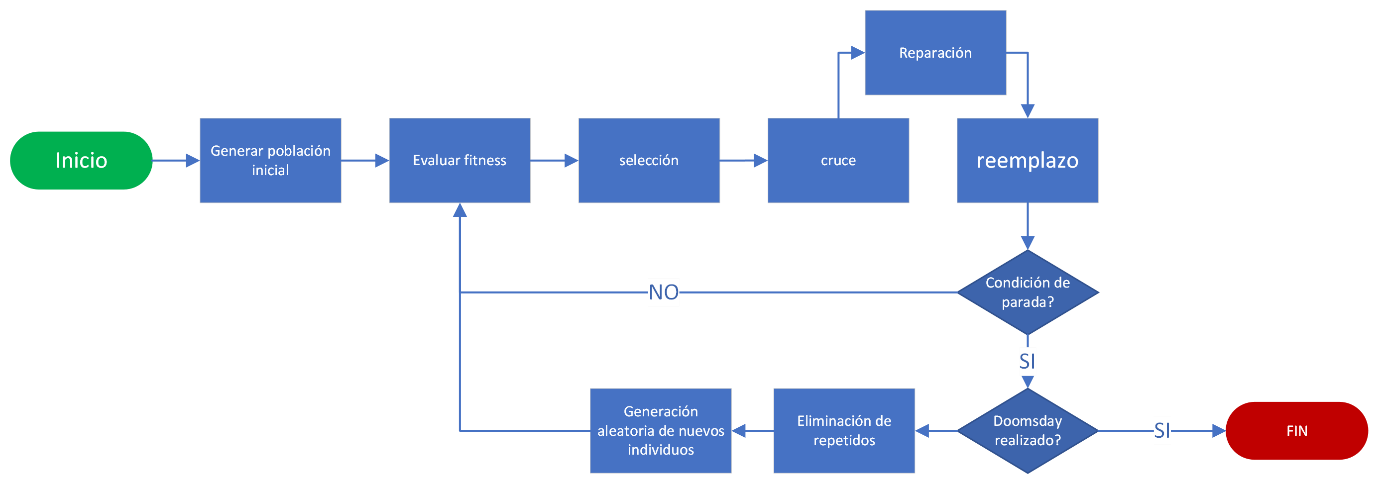 Reparación
Inicio
Generar población
inicial
Evaluar fitness
selección
cruce
reemplazo
Condición de
parada?
NO
SI
Generación
aleatoria de nuevos
individuos
Eliminación de
repetidos
Doomsday
realizado?
SI
FIN